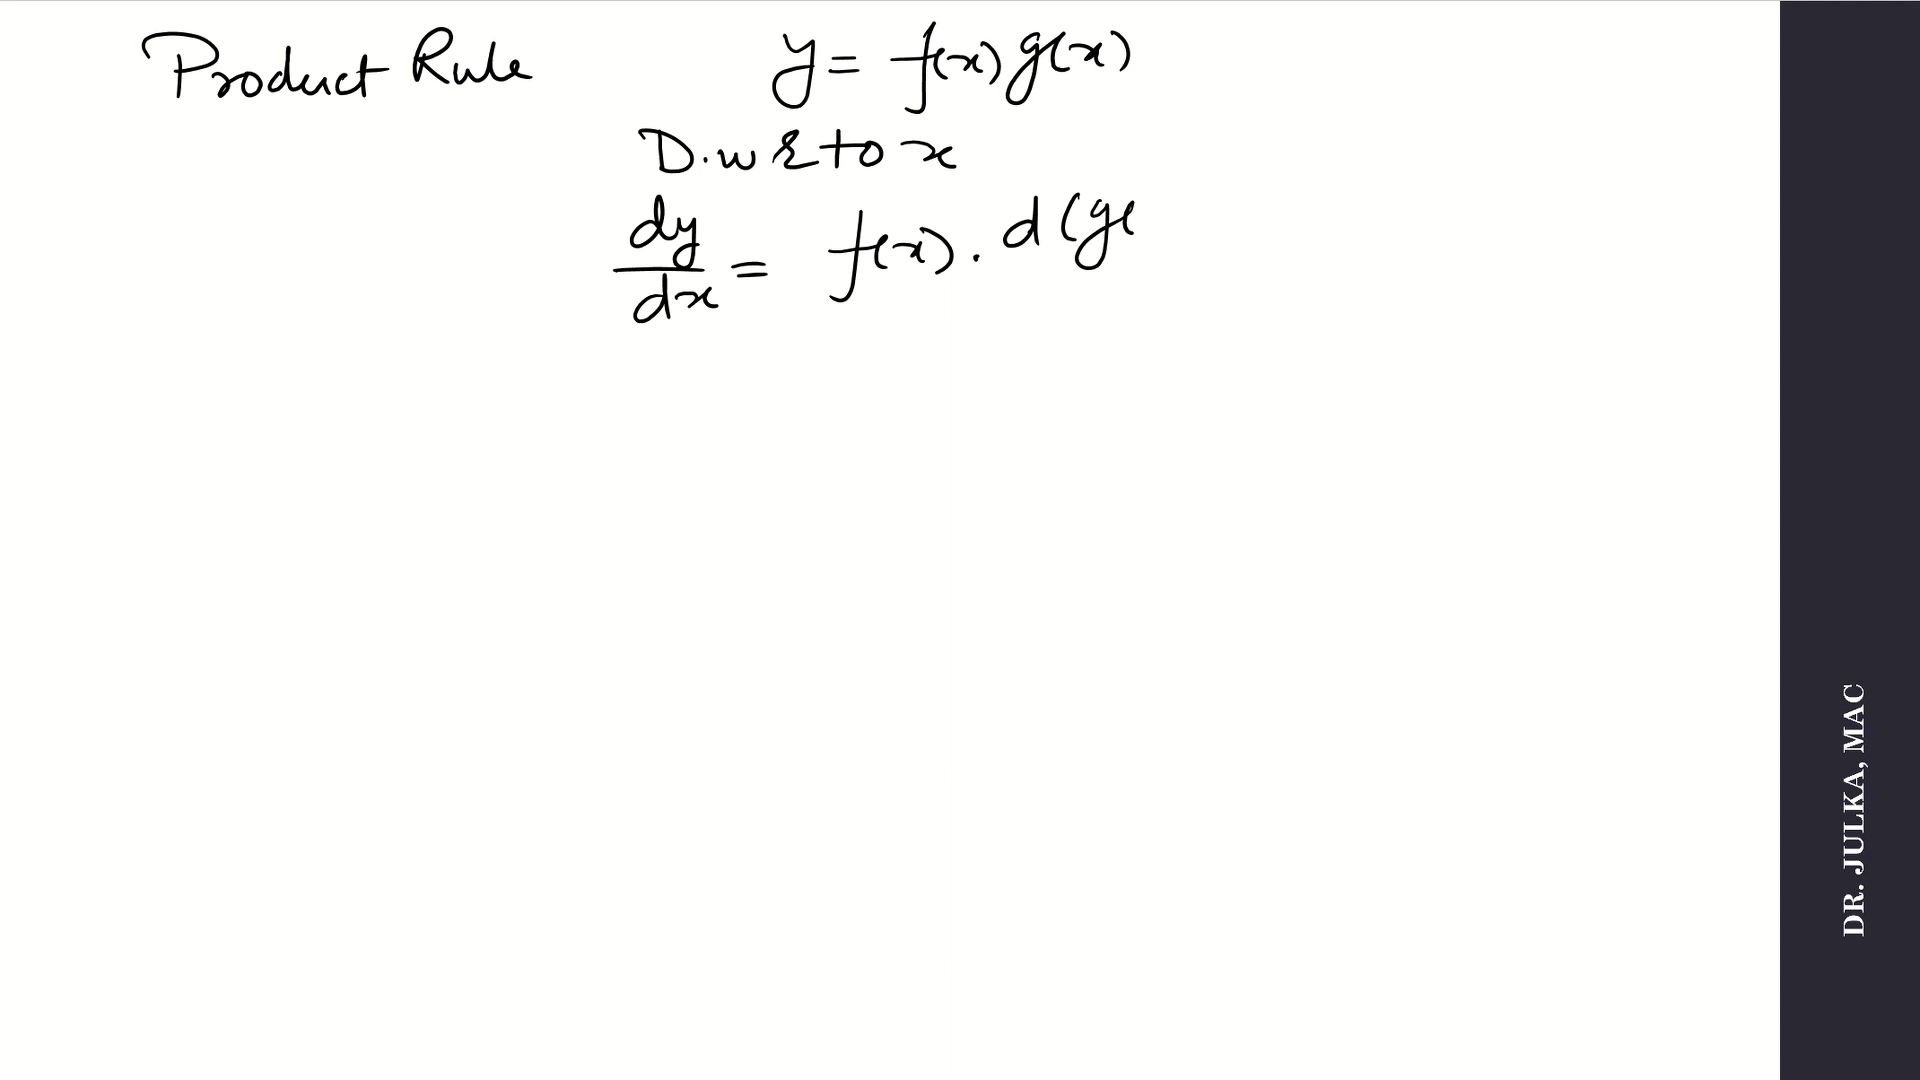 Product Rule y = f(x) g(x)
D. w r to x
dy/dx = f(x) . d (g(
DR. JULKA, MAC